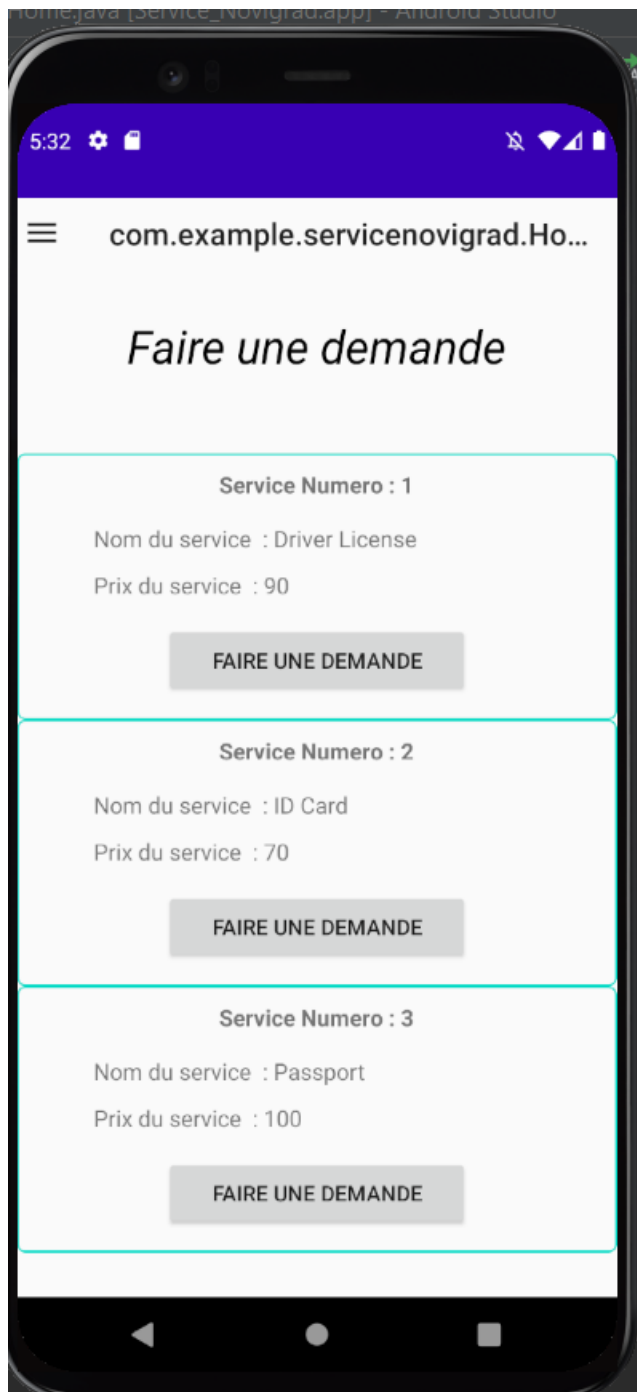 Home.java [Service_Novigrad.app] - Android Studio
5:32
com.example.servicenovigrad.Ho...
Faire une demande
Service Numero : 1
Nom du service : Driver License
Prix du service : 90
FAIRE UNE DEMANDE
Service Numero : 2
Nom du service : ID Card
Prix du service : 70
FAIRE UNE DEMANDE
Service Numero : 3
Nom du service : Passport
Prix du service : 100
FAIRE UNE DEMANDE